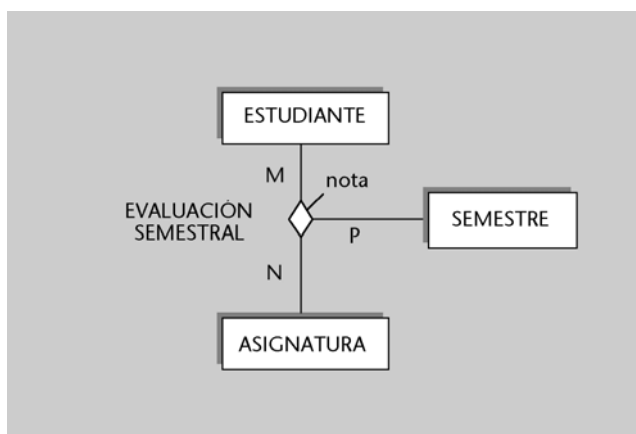 ESTUDIANTE
M
nota
EVALUACIÓN
SEMESTRAL
SEMESTRE
P
N
ASIGNATURA